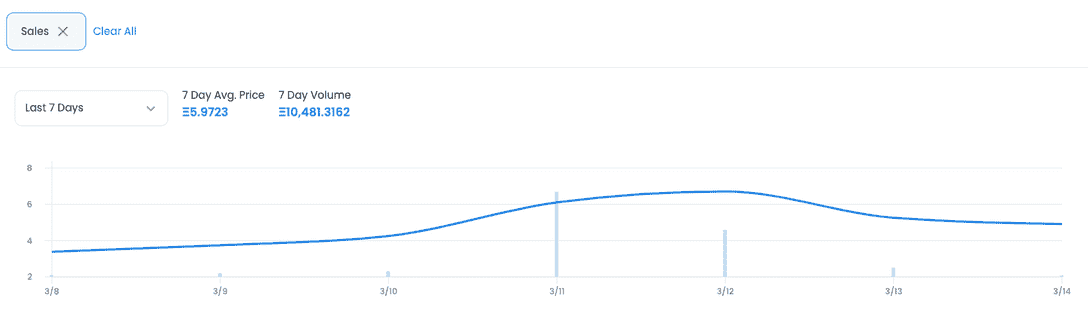 Sales
Clear All
Last 7 Days
7 Day Avg. Price
7 Day Volume
Ξ5.9723
Ξ10,481.3162
8
6
4
2
3/8 3/9 3/10 3/11 3/12 3/13 3/14